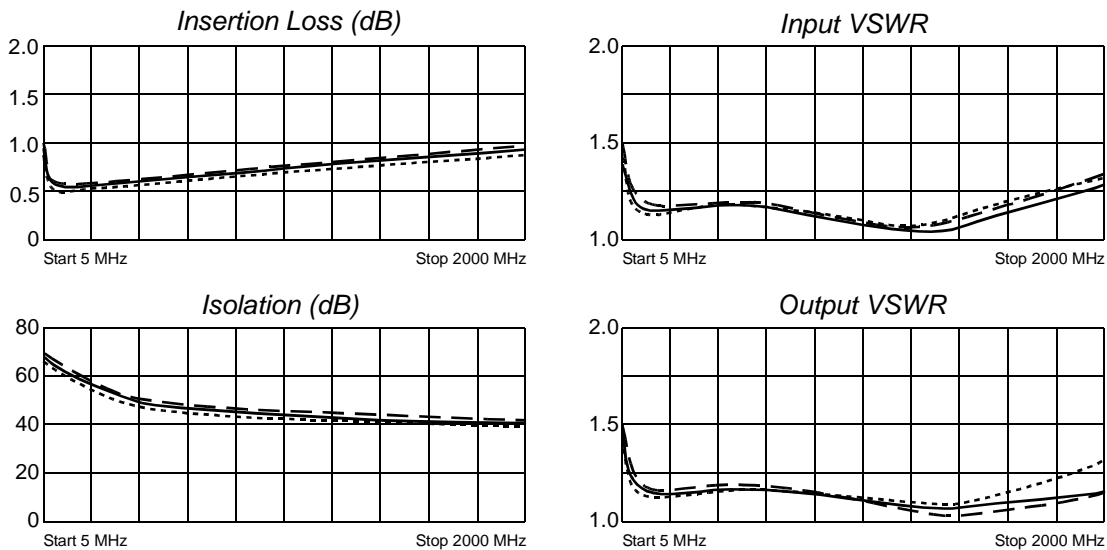 Insertion Loss (dB)
2.0
1.5
1.0
0.5
0
Start 5 MHz Stop 2000 MHz
Input VSWR
2.0
1.5
1.0
Start 5 MHz Stop 2000 MHz
Isolation (dB)
80
60
40
20
0
Start 5 MHz Stop 2000 MHz
Output VSWR
2.0
1.5
1.0
Start 5 MHz Stop 2000 MHz